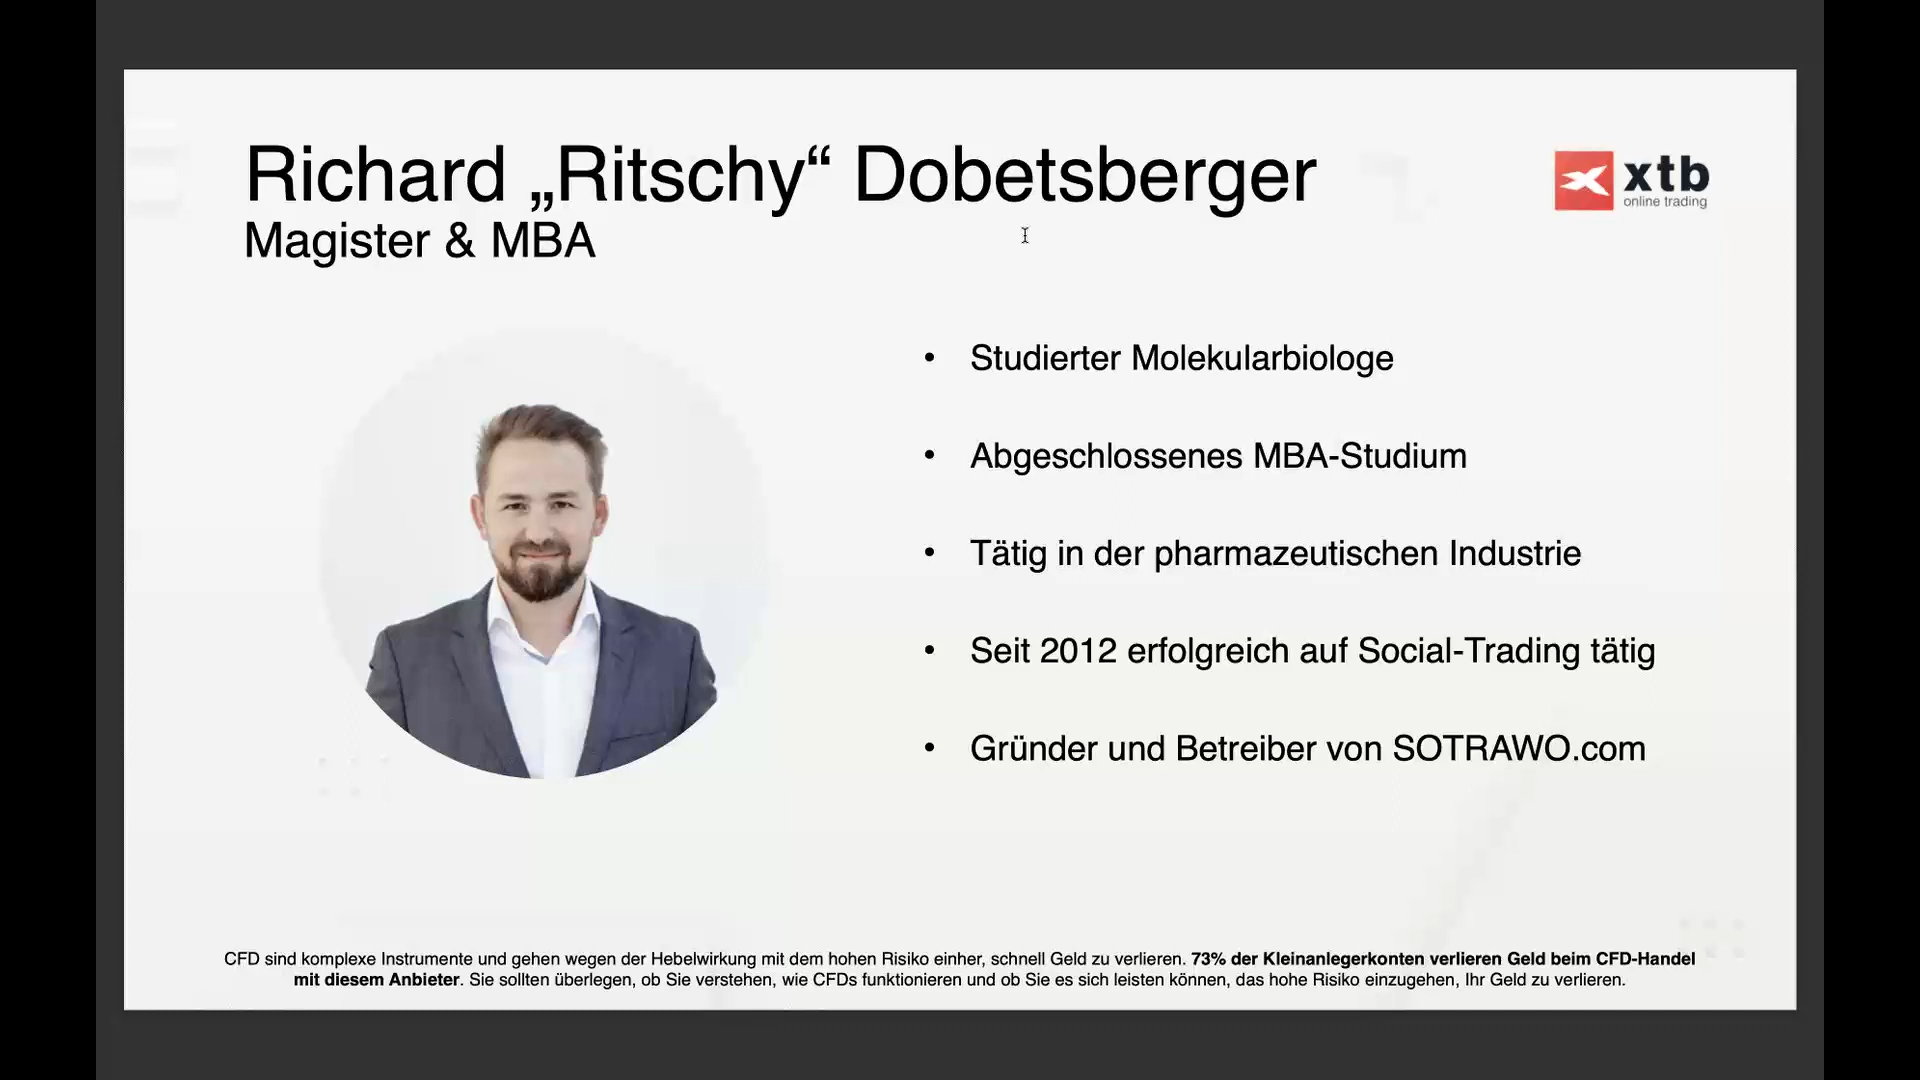 Richard „Ritschy“ Dobetsberger
Magister & MBA
xtb
online trading
• Studierter Molekularbiologe
• Abgeschlossenes MBA-Studium
• Tätig in der pharmazeutischen Industrie
• Seit 2012 erfolgreich auf Social-Trading tätig
• Gründer und Betreiber von SOTRAWO.com
CFD sind komplexe Instrumente und gehen wegen der Hebelwirkung mit dem hohen Risiko einher, schnell Geld zu verlieren. 73% der Kleinanlegerkonten verlieren Geld beim CFD-Handel
mit diesem Anbieter. Sie sollten überlegen, ob Sie verstehen, wie CFDs funktionieren und ob Sie es sich leisten können, das hohe Risiko einzugehen, Ihr Geld zu verlieren.